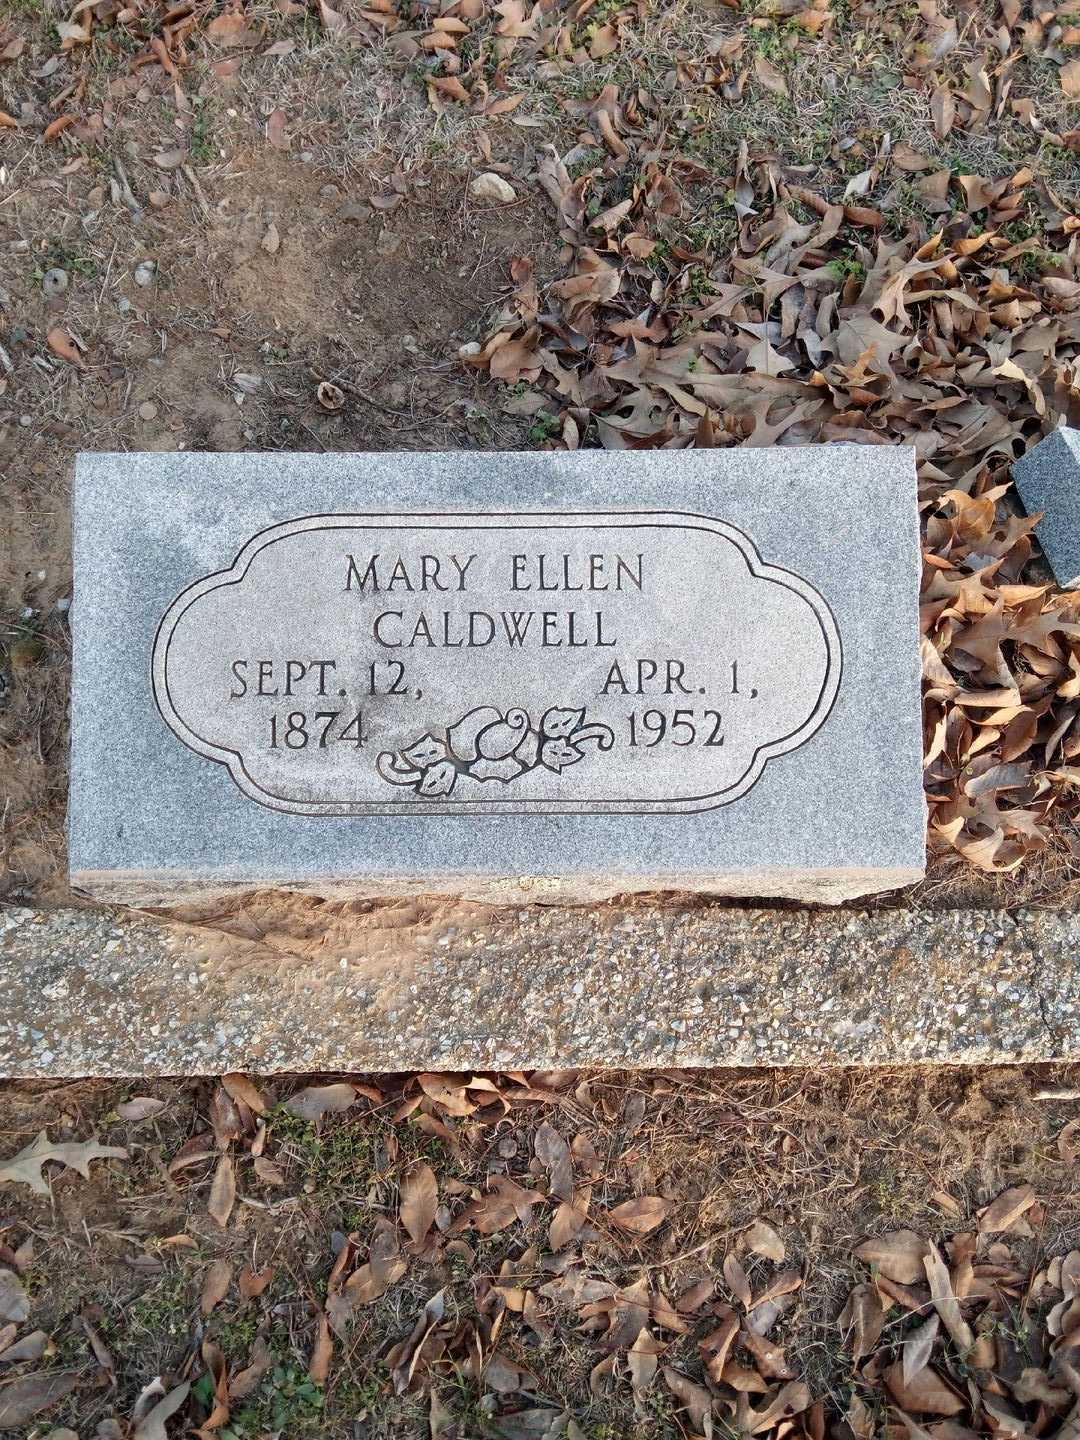 MARY ELLEN
CALDWELL
SEPT. 12, APR. 1,
1874 1952